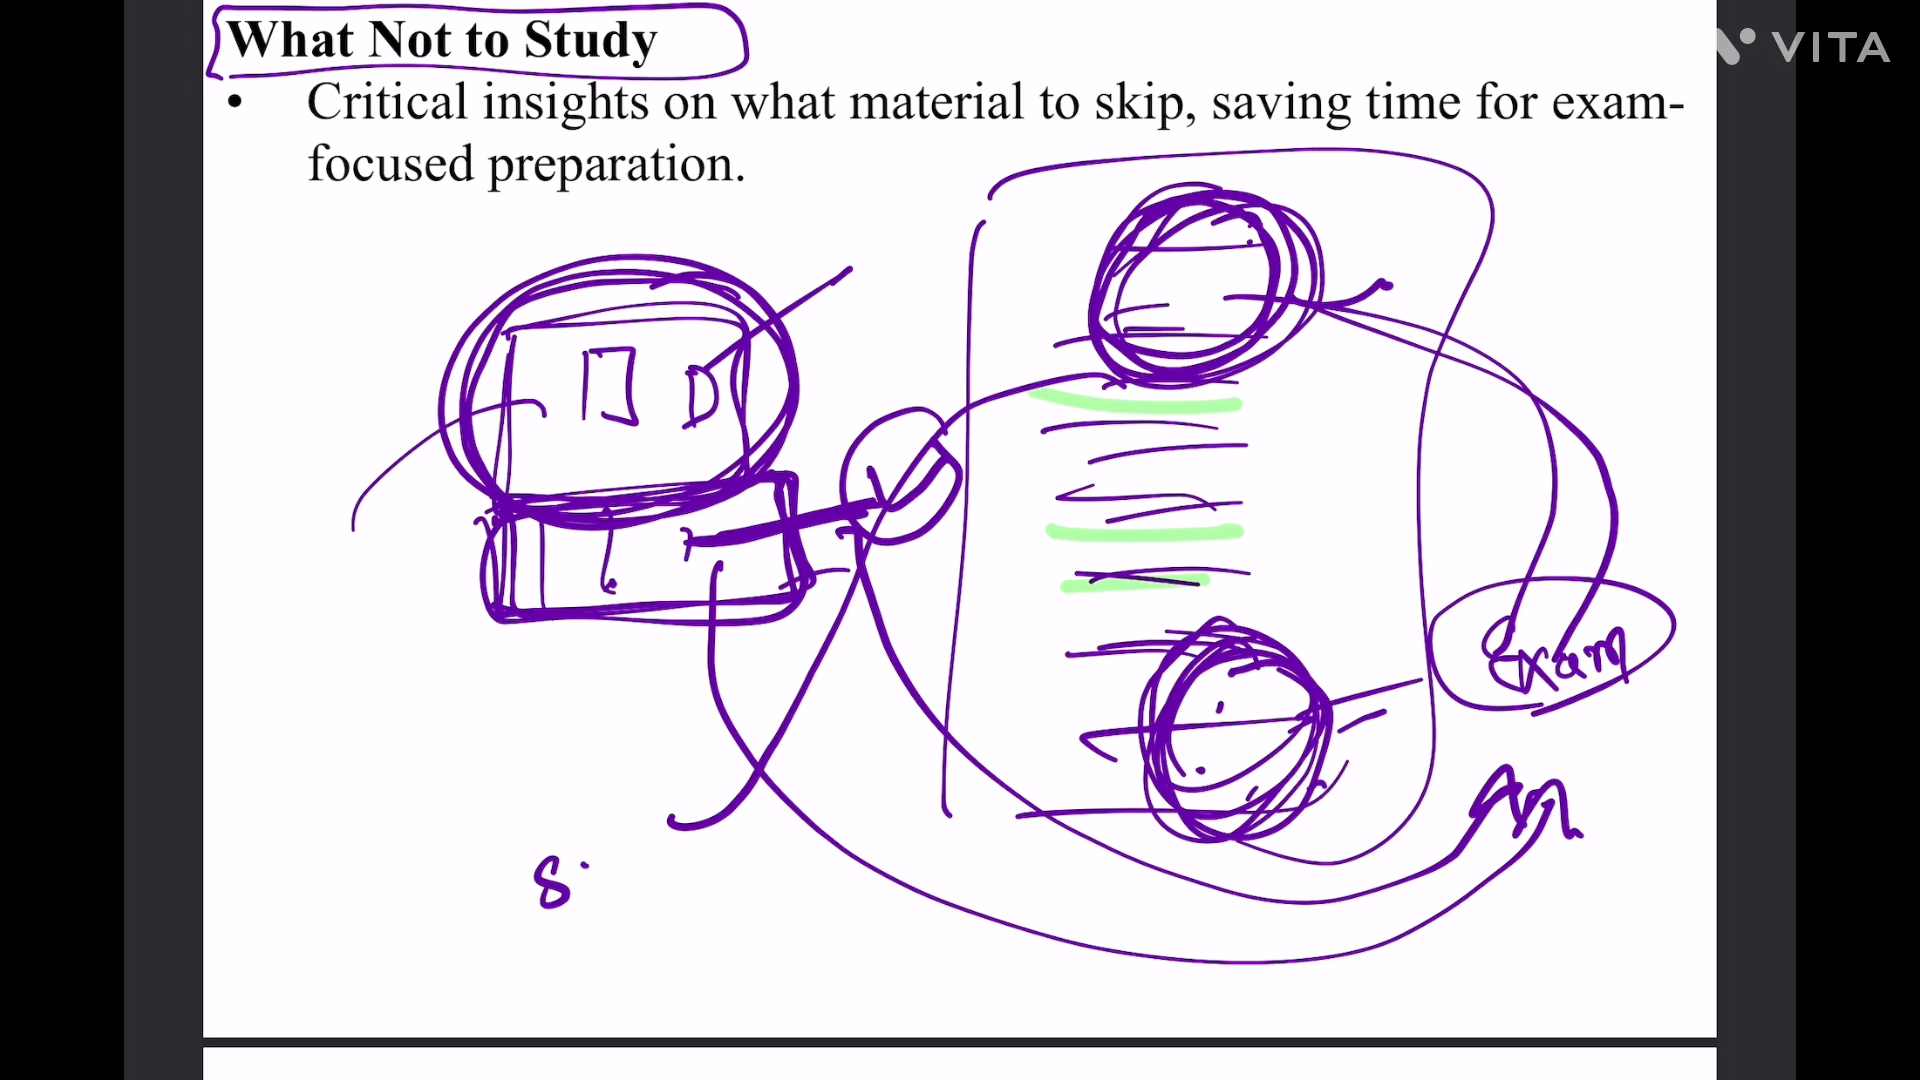 What Not to Study
VITA
• Critical insights on what material to skip, saving time for exam-
focused preparation.
Exam
8